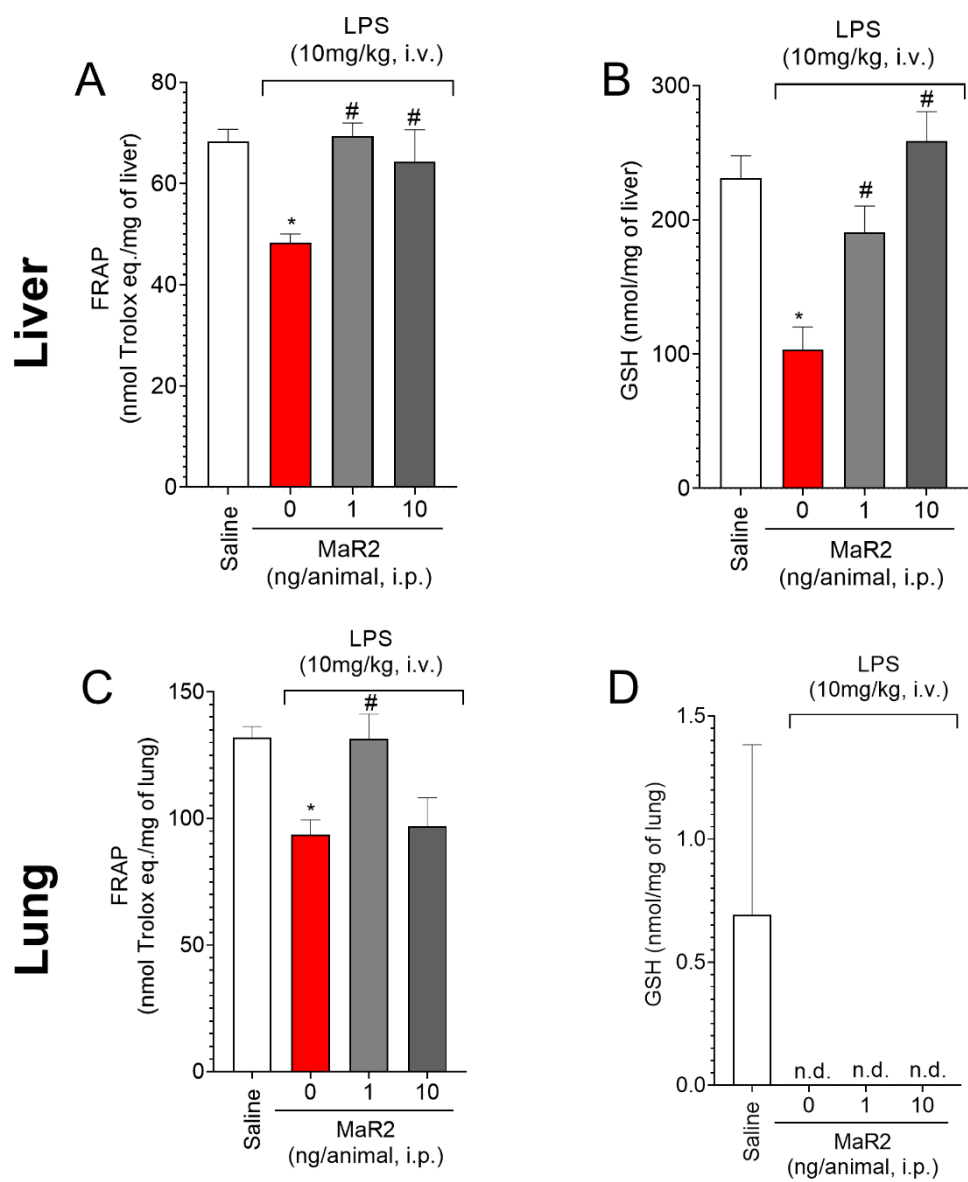 Liver
A
LPS
(10mg/kg, i.v.)
FRAP
(nmol Trolox eq./mg of liver)
80
60
40
20
0
*
#
#
Saline
0
1
10
MaR2
(ng/animal, i.p.)
B
LPS
(10mg/kg, i.v.)
GSH (nmol/mg of liver)
300
200
100
0
*
#
#
Saline
0
1
10
MaR2
(ng/animal, i.p.)
Lung
C
LPS
(10mg/kg, i.v.)
FRAP
(nmol Trolox eq./mg of lung)
150
100
50
0
*
#
Saline
0
1
10
MaR2
(ng/animal, i.p.)
D
LPS
(10mg/kg, i.v.)
GSH (nmol/mg of lung)
1.5
1.0
0.5
0.0
n.d.
n.d.
n.d.
Saline
0
1
10
MaR2
(ng/animal, i.p.)